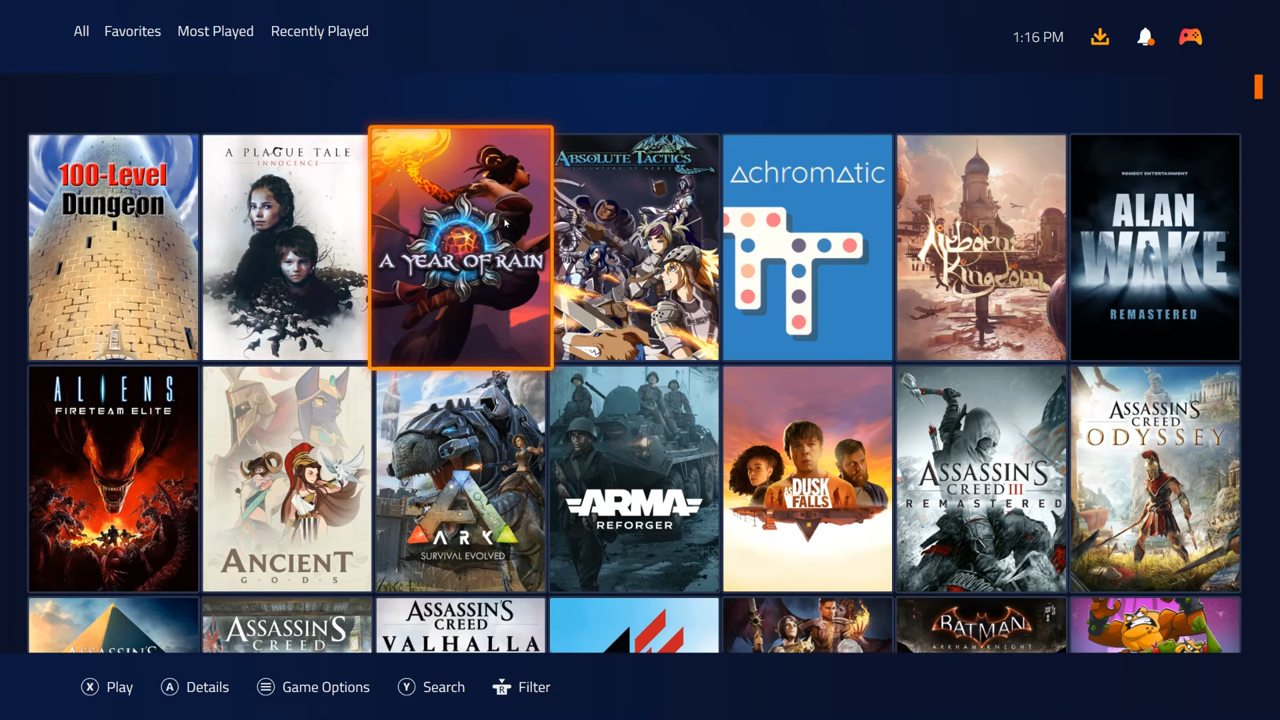 All Favorites Most Played Recently Played
1:16 PM
100-Level
Dungeon
A PLAGUE TALE
INNOCENCE
A YEAR OF RAIN
ABSOLUTE TACTICS
achromatic
Airborne
Kingdom
REMEDY ENTERTAINMENT
ALAN
WAKE
REMASTERED
ALIENS
FIRETEAM ELITE
ANCIENT
GODS
ARK
SURVIVAL EVOLVED
ARMA
REFORGER
AS DUSK
FALLS
ASSASSIN'S
CREED III
REMASTERED
ASSASSIN'S
CREED
ODYSSEY
ASSASSIN'S
ASSASSIN'S
CREED
ASSASSIN'S
CREED
VALHALLA
BATMAN
ARKHAM KNIGHT
X Play A Details Game Options Y Search R Filter